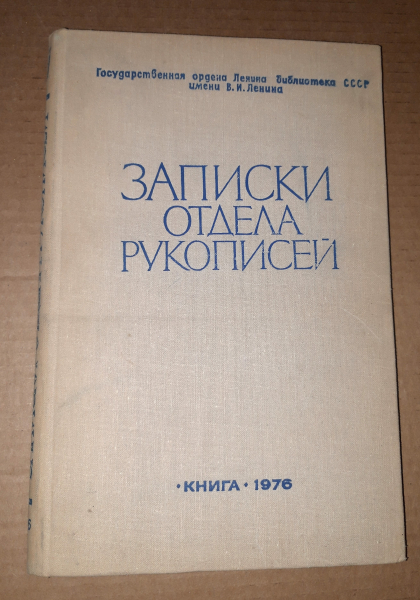 Государственная ордена Ленина библиотека СССР
имени В. И. Ленина
ЗАПИСКИ
ОТДЕЛА
РУКОПИСЕЙ
·КНИГА·1976